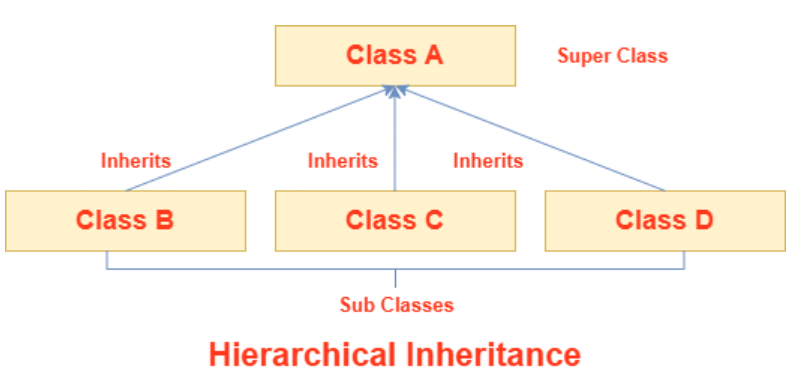 Class A
Super Class
Inherits
Inherits
Inherits
Class B
Class C
Class D
Sub Classes
Hierarchical Inheritance